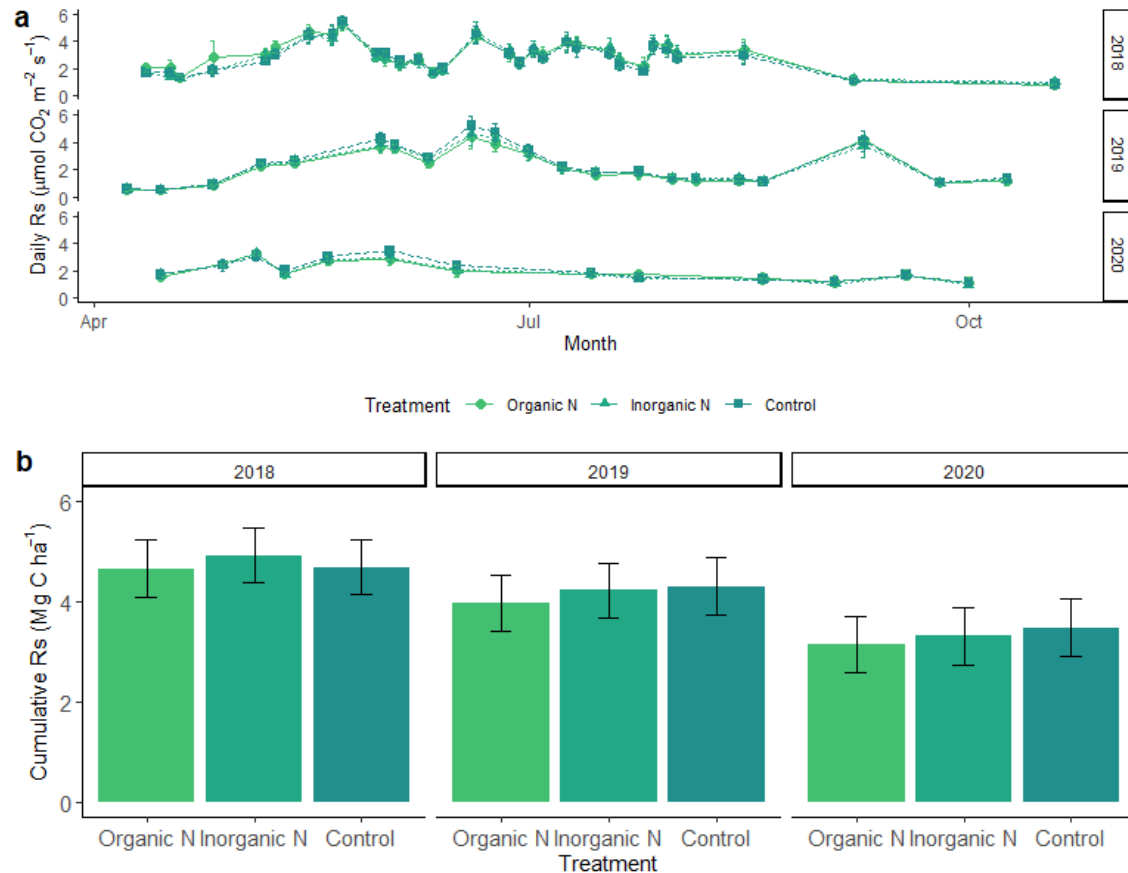 a
Daily Rs (μmol CO₂ m⁻² s⁻¹)
6
4
2
0
2018
6
4
2
0
2019
6
4
2
0
2020
Apr
Jul
Oct
Month
Treatment
Organic N
Inorganic N
Control
b
2018
2019
2020
Cumulative Rs (Mg C ha⁻¹)
6
4
2
0
Organic N
Inorganic N
Control
Organic N
Inorganic N
Control
Organic N
Inorganic N
Control
Treatment